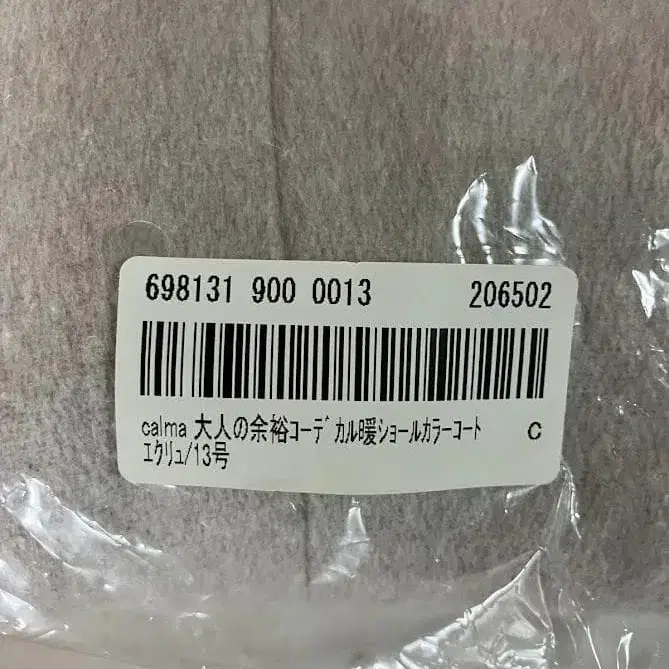 698131 900 0013 206502
calma 大人の余裕ｺｰﾃﾞ ｶﾙ暖ｼｮｰﾙｶﾗｰｺｰﾄ C
ｴｸﾘｭ/13号